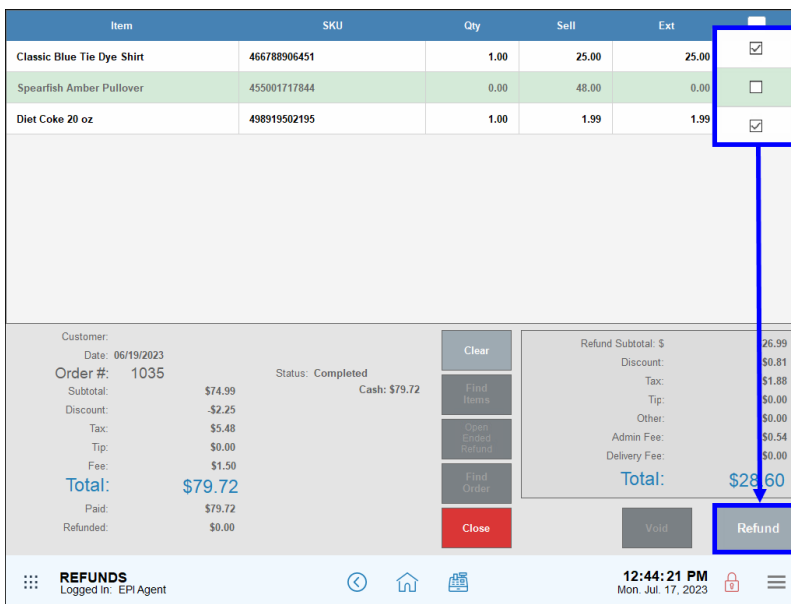 Item SKU Qty Sell Ext
Classic Blue Tie Dye Shirt 466788906451 1.00 25.00 25.00
Spearfish Amber Pullover 455001717844 0.00 48.00 0.00
Diet Coke 20 oz 498919502195 1.00 1.99 1.99
Customer:
Date: 06/19/2023
Order #: 1035
Subtotal: $74.99
Discount: -$2.25
Tax: $5.48
Tip: $0.00
Fee: $1.50
Total: $79.72
Paid: $79.72
Refunded: $0.00
Status: Completed
Cash: $79.72
Clear
Find
Items
Open
Ended
Refund
Find
Order
Close
Refund Subtotal: $ 26.99
Discount: $0.81
Tax: $1.88
Tip: $0.00
Other: $0.00
Admin Fee: $0.54
Delivery Fee: $0.00
Total: $28.60
Void
Refund
REFUNDS
Logged In: EPI Agent
12:44:21 PM
Mon. Jul. 17, 2023